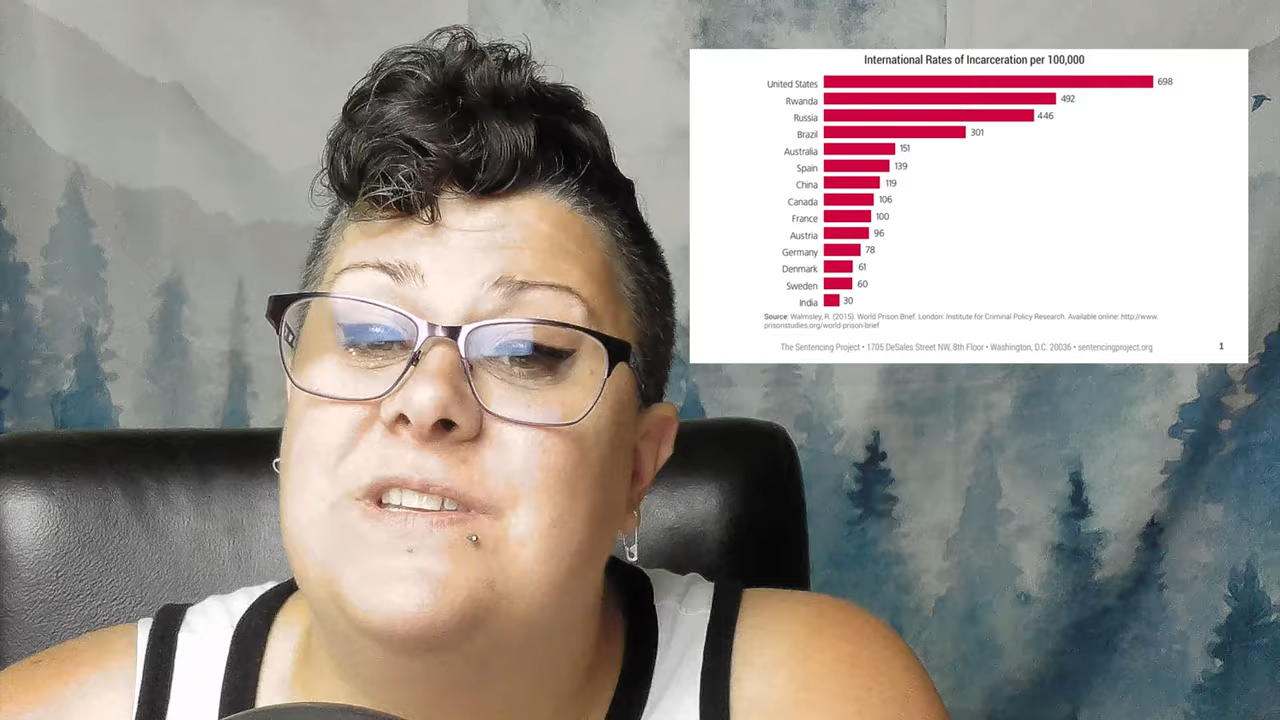 International Rates of Incarceration per 100,000
United States 698
Rwanda 492
Russia 446
Brazil 301
Australia 151
Spain 139
China 119
Canada 106
France 100
Austria 96
Germany 78
Denmark 61
Sweden 60
India 30
Source: Walmsley, R. (2015). World Prison Brief. London: Institute for Criminal Policy Research. Available online: http://www.
prisonstudies.org/world-prison-brief
The Sentencing Project • 1705 DeSales Street NW, 8th Floor • Washington, D.C. 20036 • sentencingproject.org 1